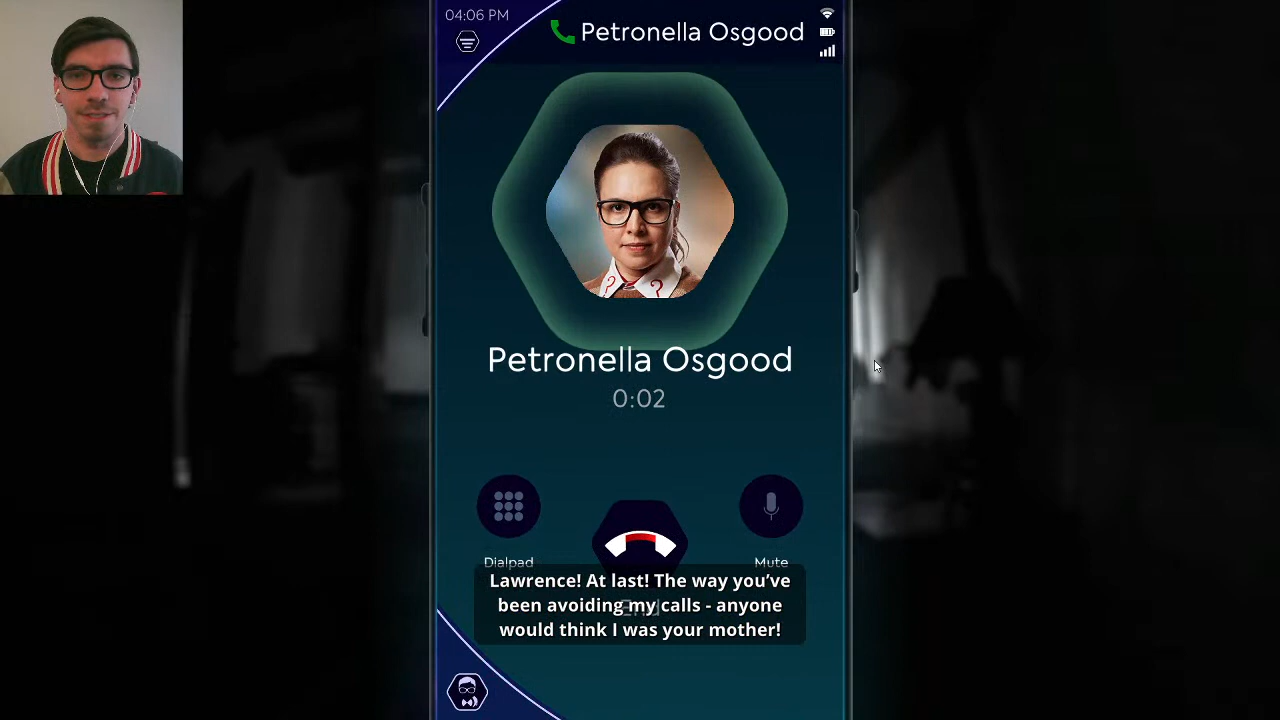 04:06 PM
Petronella Osgood
Petronella Osgood
0:02
Dialpad
Mute
End
Lawrence! At last! The way you've
been avoiding my calls - anyone
would think I was your mother!